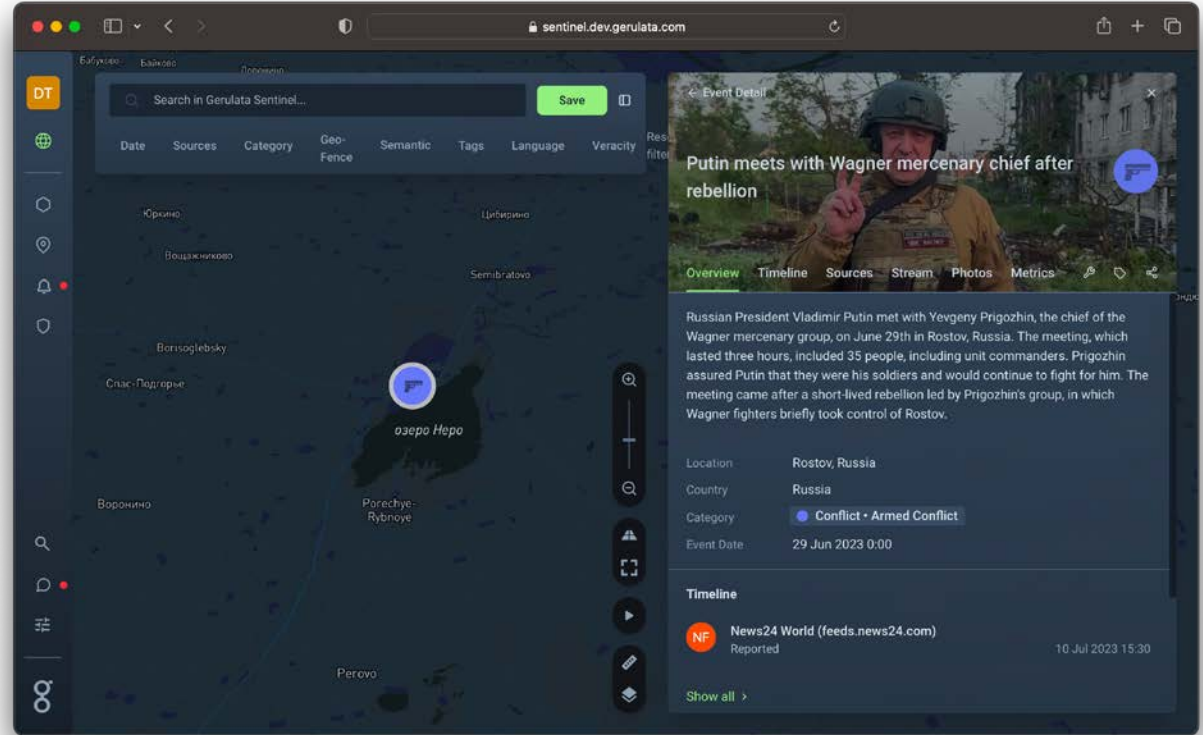 sentinel.dev.gerulata.com
Бабуково
Байково
DT
Search in Gerulata Sentinel...
Save
Date Sources Category Geo-Fence Semantic Tags Language Veracity
Юркино
Цибирино
Вощажниково
Semibratovo
Borisoglebsky
Спас-Подгорье
озеро Неро
Воронино
Porechye-
Rybnoye
Perovo
← Event Detail
Putin meets with Wagner mercenary chief after
rebellion
Overview Timeline Sources Stream Photos Metrics
Russian President Vladimir Putin met with Yevgeny Prigozhin, the chief of the
Wagner mercenary group, on June 29th in Rostov, Russia. The meeting, which
lasted three hours, included 35 people, including unit commanders. Prigozhin
assured Putin that they were his soldiers and would continue to fight for him. The
meeting came after a short-lived rebellion led by Prigozhin's group, in which
Wagner fighters briefly took control of Rostov.
Location Rostov, Russia
Country Russia
Category Conflict • Armed Conflict
Event Date 29 Jun 2023 0:00
Timeline
NF
News24 World (feeds.news24.com)
Reported 10 Jul 2023 15:30
Show all >